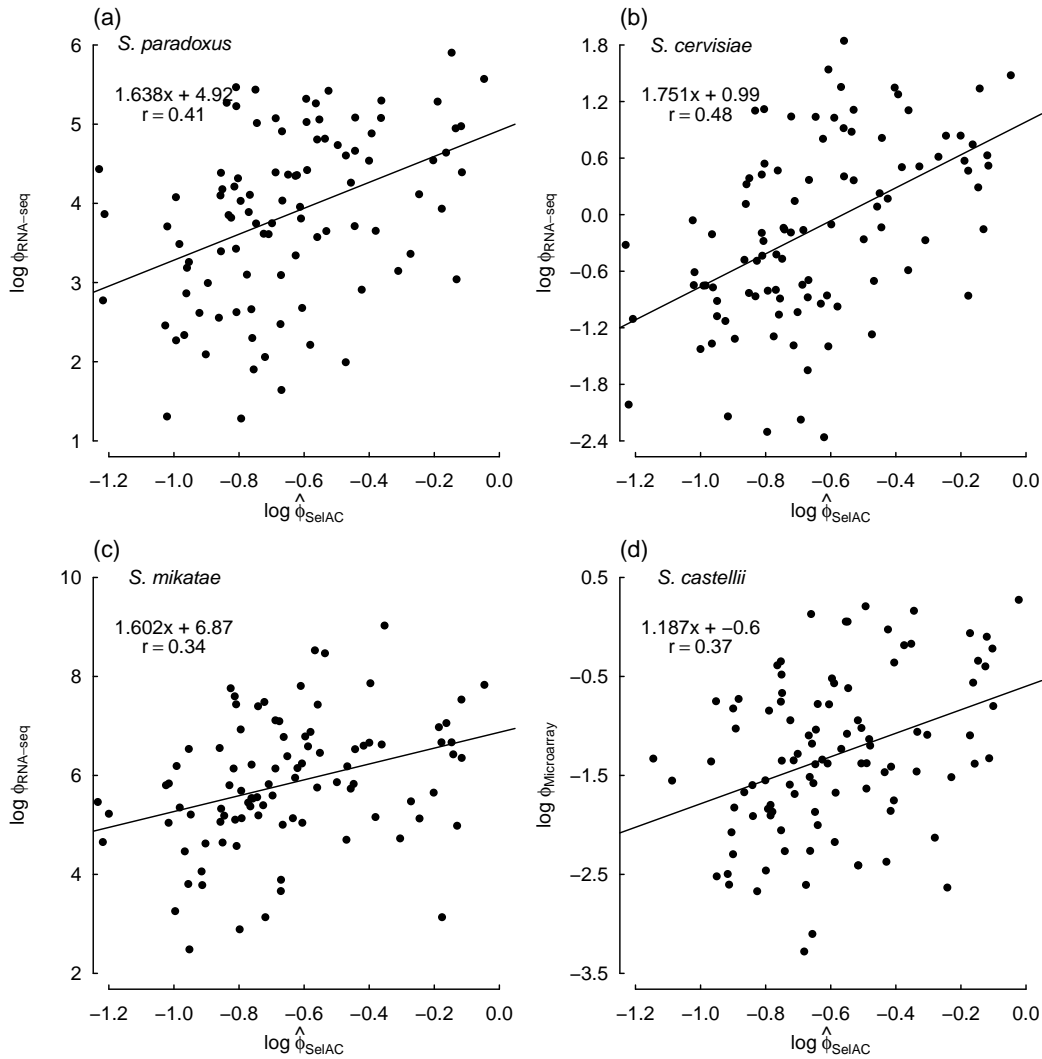 (a)
S. paradoxus
1.638x + 4.92
r = 0.41
log ϕRNA−seq
6
5
4
3
2
1
−1.2 −1.0 −0.8 −0.6 −0.4 −0.2 0.0
log ϕ̂SelAC
(b)
S. cervisiae
1.751x + 0.99
r = 0.48
log ϕRNA−seq
1.8
1.2
0.6
0.0
−0.6
−1.2
−1.8
−2.4
−1.2 −1.0 −0.8 −0.6 −0.4 −0.2 0.0
log ϕ̂SelAC
(c)
S. mikatae
1.602x + 6.87
r = 0.34
log ϕRNA−seq
10
8
6
4
2
−1.2 −1.0 −0.8 −0.6 −0.4 −0.2 0.0
log ϕ̂SelAC
(d)
S. castellii
1.187x + −0.6
r = 0.37
log ϕMicroarray
0.5
−0.5
−1.5
−2.5
−3.5
−1.2 −1.0 −0.8 −0.6 −0.4 −0.2 0.0
log ϕ̂SelAC